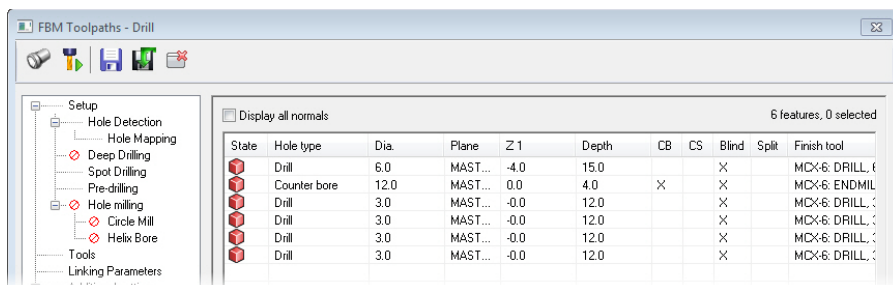 FBM Toolpaths - Drill
Setup
Hole Detection
Hole Mapping
Deep Drilling
Spot Drilling
Pre-drilling
Hole milling
Circle Mill
Helix Bore
Tools
Linking Parameters
Display all normals 6 features, 0 selected
State Hole type Dia. Plane Z 1 Depth CB CS Blind Split Finish tool
Drill 6.0 MAST... -4.0 15.0 X MCX-6: DRILL, 6
Counter bore 12.0 MAST... 0.0 4.0 X X MCX-6: ENDMIL
Drill 3.0 MAST... -0.0 12.0 X MCX-6: DRILL, 3
Drill 3.0 MAST... -0.0 12.0 X MCX-6: DRILL, 3
Drill 3.0 MAST... -0.0 12.0 X MCX-6: DRILL, 3
Drill 3.0 MAST... -0.0 12.0 X MCX-6: DRILL, 3